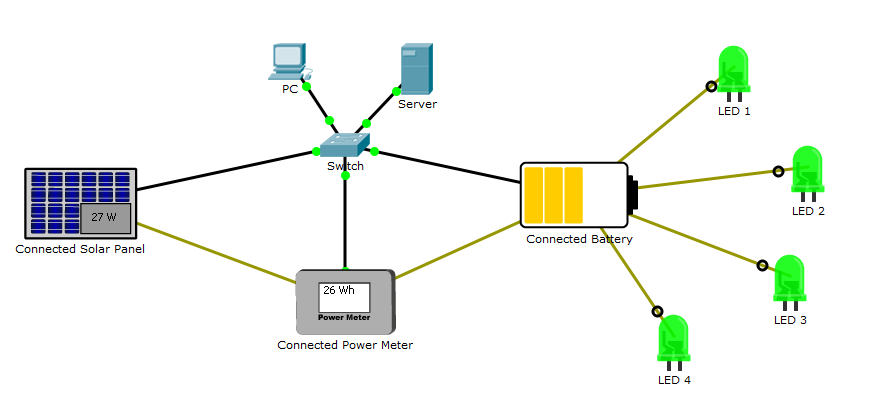 PC
Server
LED 1
Switch
LED 2
27 W
Connected Solar Panel
Connected Battery
26 Wh
Power Meter
LED 3
Connected Power Meter
LED 4